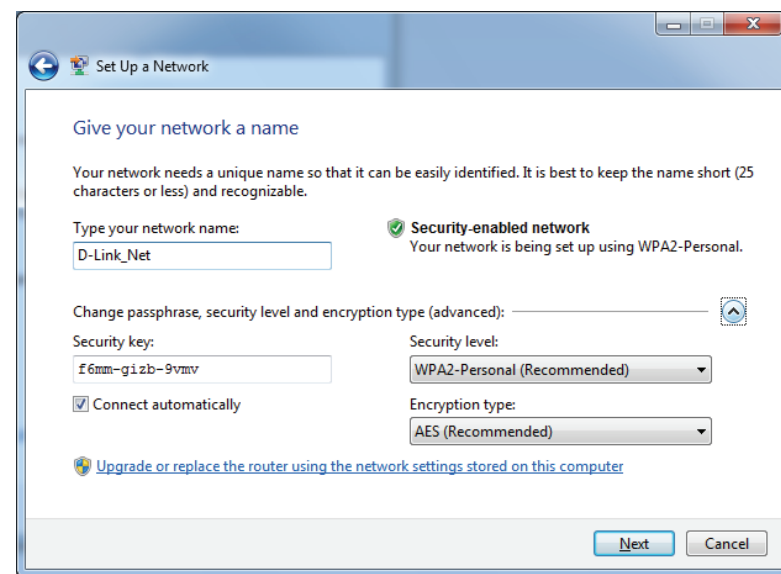 Set Up a Network
Give your network a name
Your network needs a unique name so that it can be easily identified. It is best to keep the name short (25
characters or less) and recognizable.
Type your network name:
D-Link_Net
Security-enabled network
Your network is being set up using WPA2-Personal.
Change passphrase, security level and encryption type (advanced):
Security key:
f6mm-gizb-9vmv
Security level:
WPA2-Personal (Recommended)
Connect automatically
Encryption type:
AES (Recommended)
Upgrade or replace the router using the network settings stored on this computer
Next
Cancel